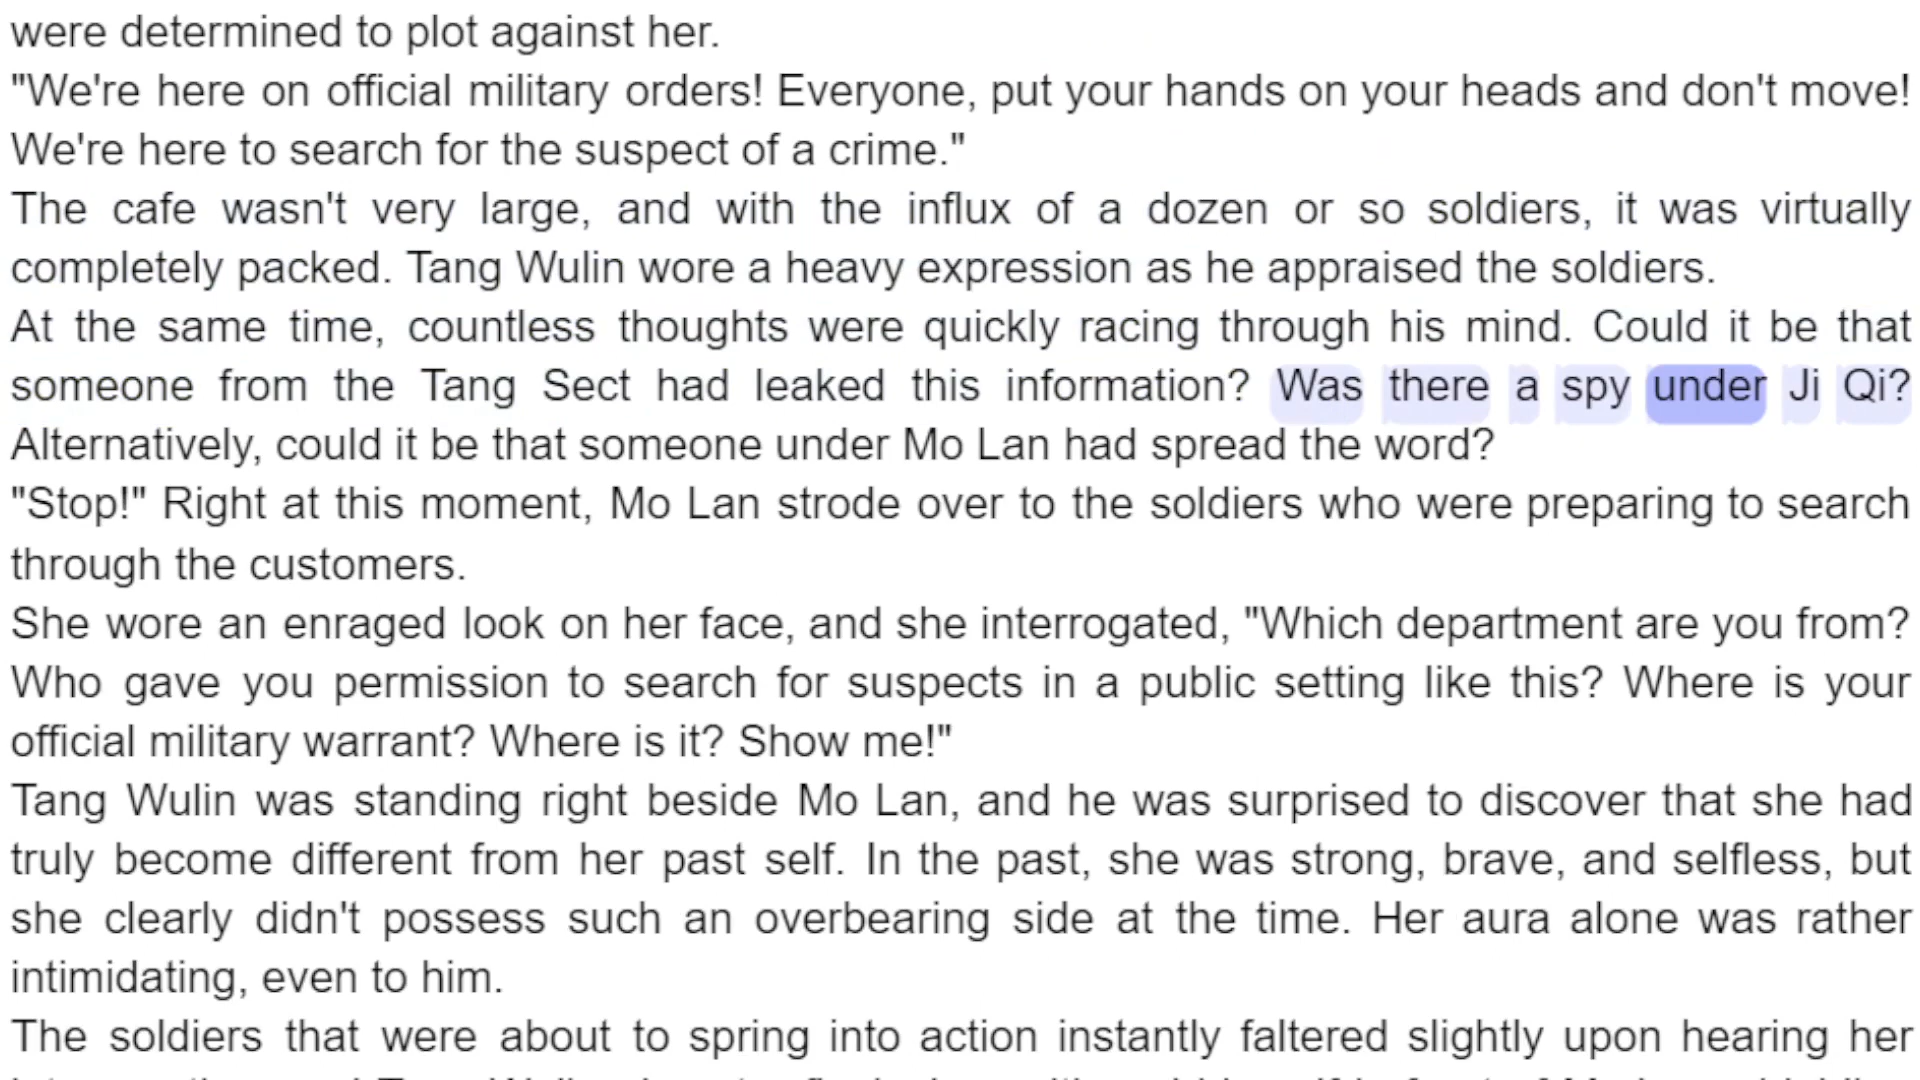 were determined to plot against her.
"We're here on official military orders! Everyone, put your hands on your heads and don't move!
We're here to search for the suspect of a crime."
The cafe wasn't very large, and with the influx of a dozen or so soldiers, it was virtually
completely packed. Tang Wulin wore a heavy expression as he appraised the soldiers.
At the same time, countless thoughts were quickly racing through his mind. Could it be that
someone from the Tang Sect had leaked this information? Was there a spy under Ji Qi?
Alternatively, could it be that someone under Mo Lan had spread the word?
"Stop!" Right at this moment, Mo Lan strode over to the soldiers who were preparing to search
through the customers.
She wore an enraged look on her face, and she interrogated, "Which department are you from?
Who gave you permission to search for suspects in a public setting like this? Where is your
official military warrant? Where is it? Show me!"
Tang Wulin was standing right beside Mo Lan, and he was surprised to discover that she had
truly become different from her past self. In the past, she was strong, brave, and selfless, but
she clearly didn't possess such an overbearing side at the time. Her aura alone was rather
intimidating, even to him.
The soldiers that were about to spring into action instantly faltered slightly upon hearing her